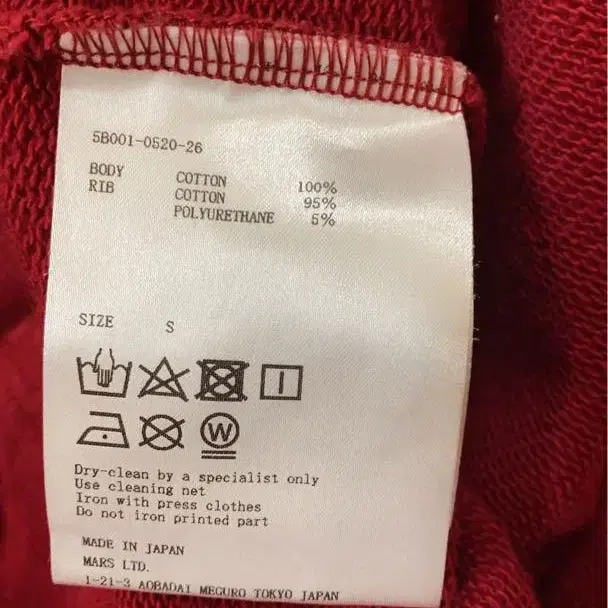 5B001-0520-26
BODY COTTON 100%
RIB COTTON 95%
POLYURETHANE 5%
SIZE S
W
Dry-clean by a specialist only
Use cleaning net
Iron with press clothes
Do not iron printed part
MADE IN JAPAN
MARS LTD.
1-21-3 AOBADAI MEGURO TOKYO JAPAN